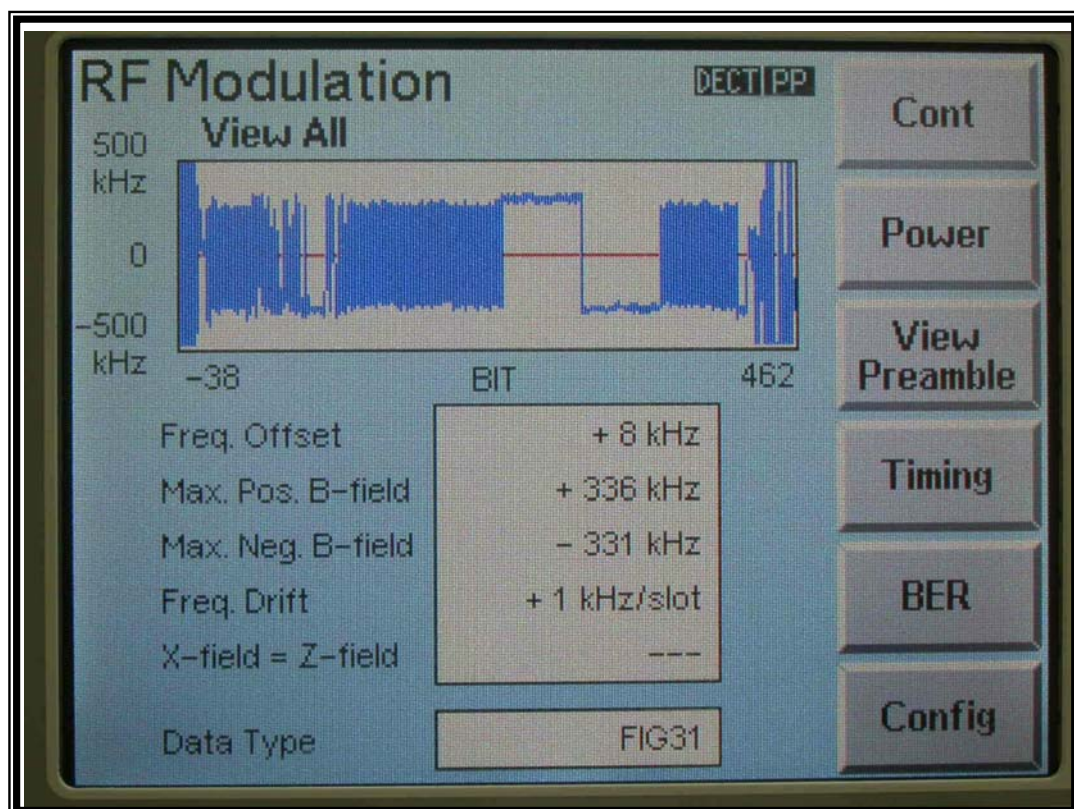 RF Modulation
DECT PP
View All
500
kHz
0
-500
kHz
-38 BIT 462
Freq. Offset + 8 kHz
Max. Pos. B-field + 336 kHz
Max. Neg. B-field - 331 kHz
Freq. Drift + 1 kHz/slot
X-field = Z-field ---
Data Type FIG31
Cont
Power
View
Preamble
Timing
BER
Config